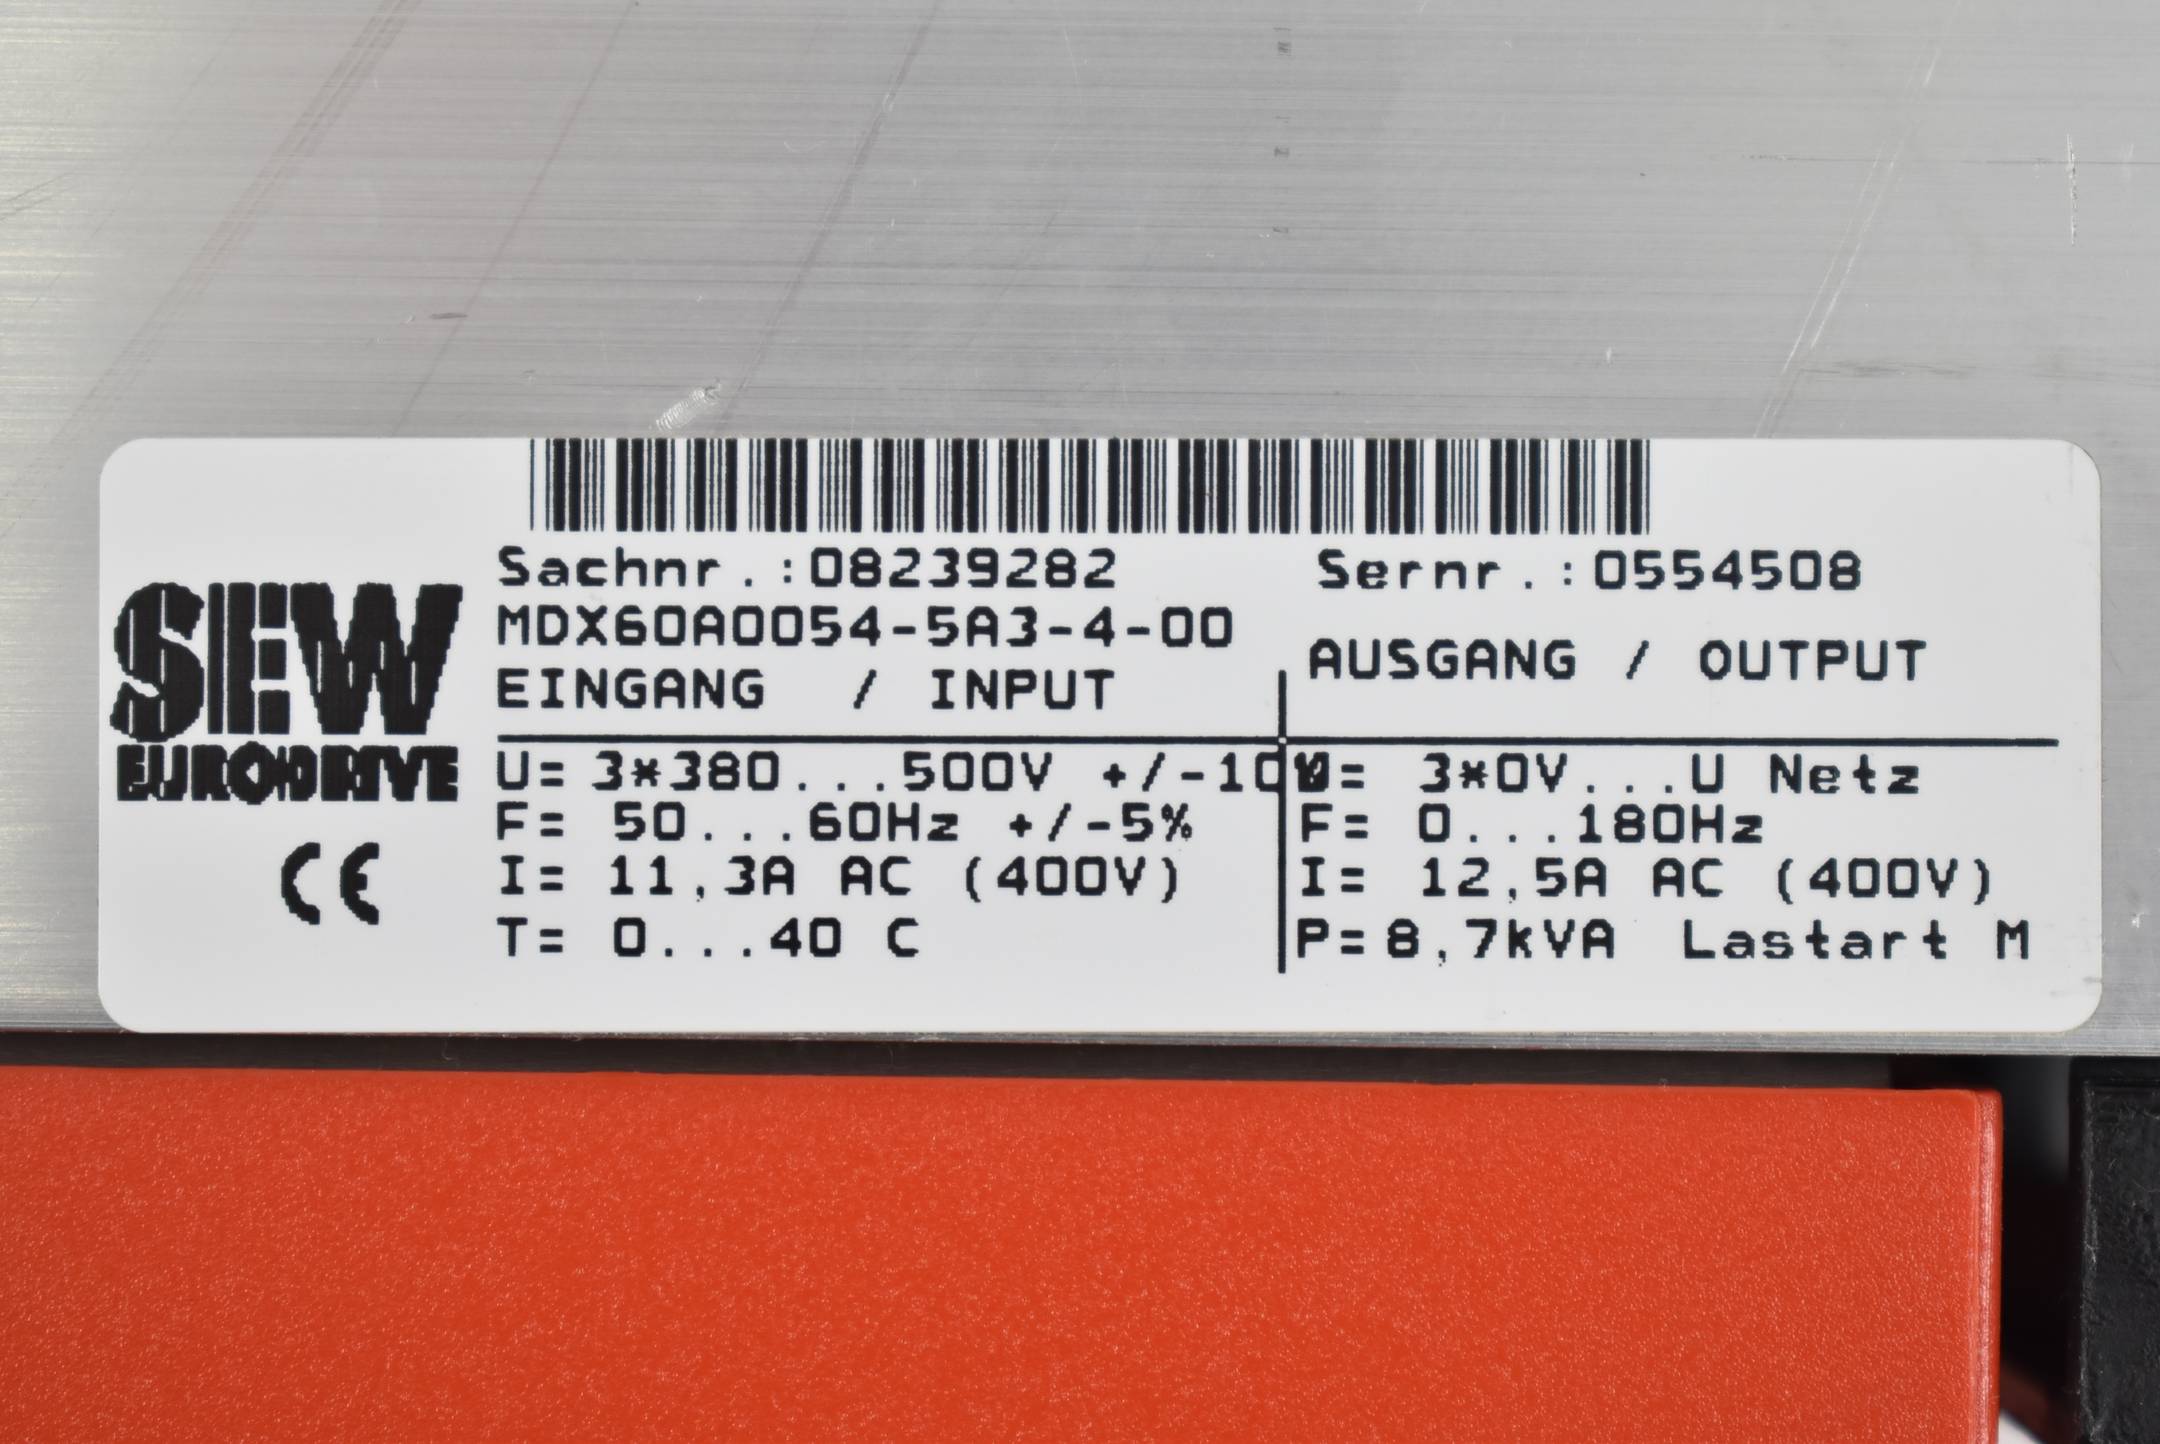 Sachnr.:08239282 Sernr.:0554508
MDX60A0054-5A3-4-00
EINGANG / INPUT
AUSGANG / OUTPUT
SEW
EURODRIVE
CE
U= 3*380...500V +/-10%
F= 50...60Hz +/-5%
I= 11,3A AC (400V)
T= 0...40 C
U= 3*0V...U Netz
F= 0...180Hz
I= 12,5A AC (400V)
P=8,7kVA Lastart M